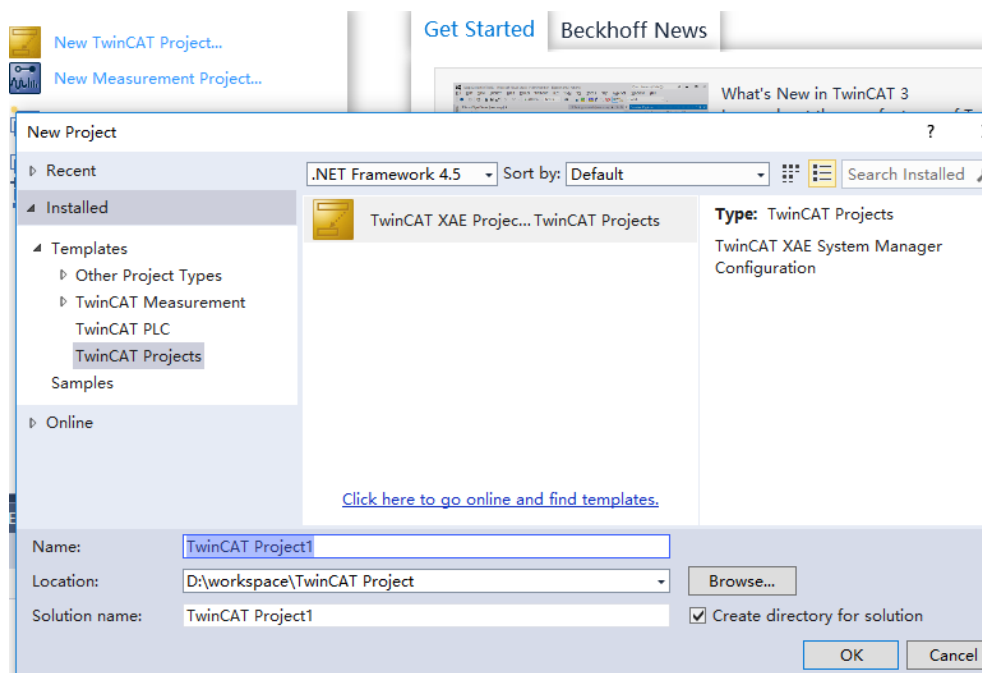 New TwinCAT Project...
New Measurement Project...
Get Started
Beckhoff News
What's New in TwinCAT 3
New Project
?
Recent
.NET Framework 4.5
Sort by:
Default
Search Installed
Installed
Templates
Other Project Types
TwinCAT Measurement
TwinCAT PLC
TwinCAT Projects
Samples
Online
TwinCAT XAE Projec... TwinCAT Projects
Type: TwinCAT Projects
TwinCAT XAE System Manager
Configuration
Click here to go online and find templates.
Name:
TwinCAT Project1
Location:
D:\workspace\TwinCAT Project
Browse...
Solution name:
TwinCAT Project1
Create directory for solution
OK
Cancel